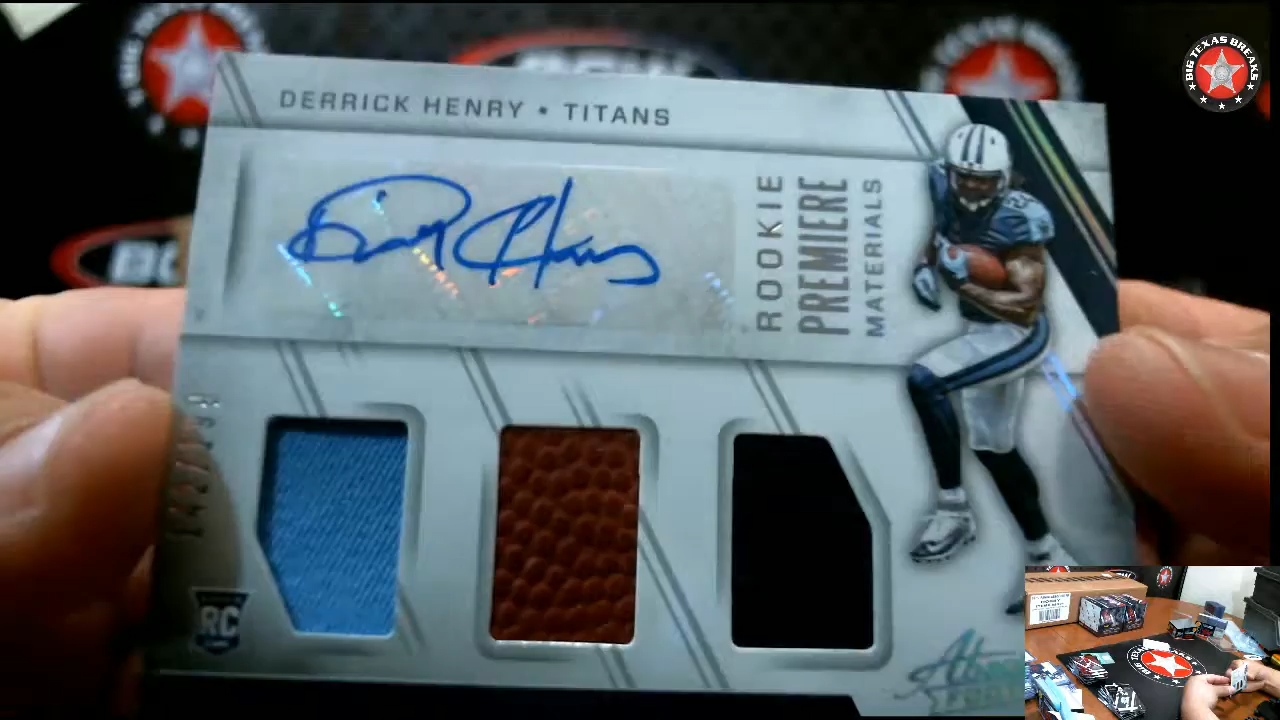 DERRICK HENRY • TITANS
ROOKIE
PREMIERE
MATERIALS
RC
BIG TEXAS BREAKS